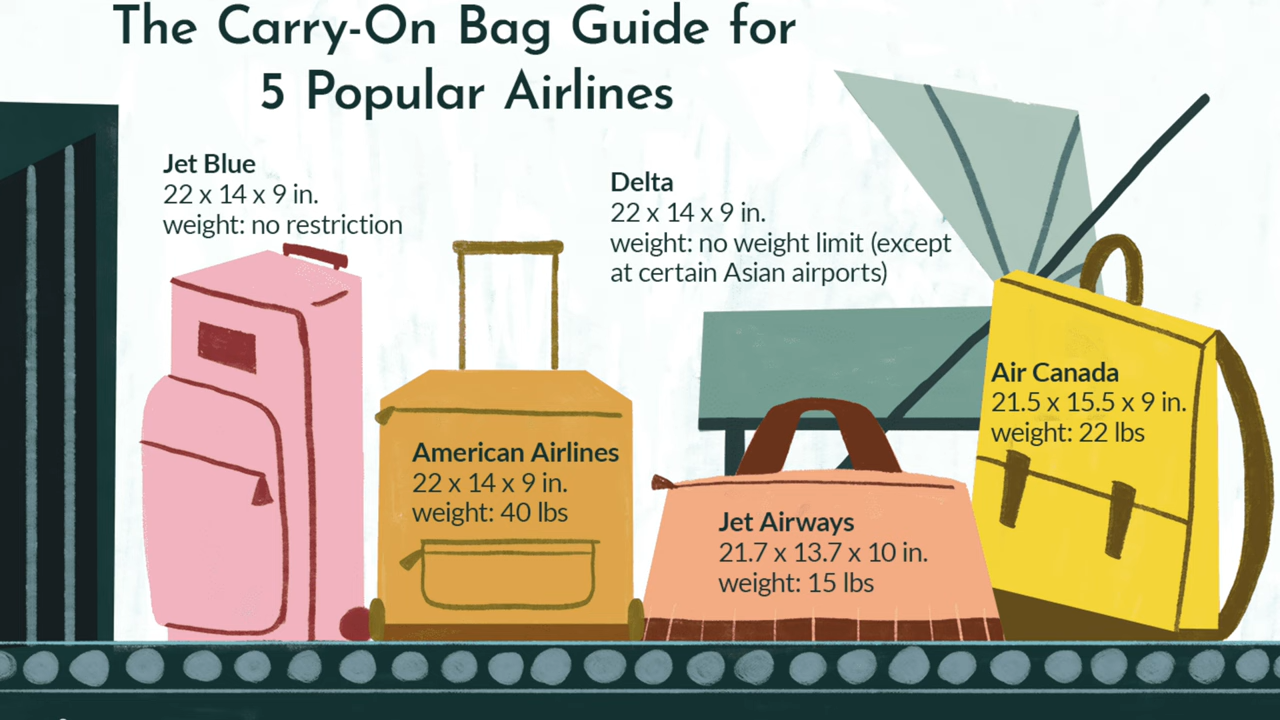 The Carry-On Bag Guide for
5 Popular Airlines
Jet Blue
22 x 14 x 9 in.
weight: no restriction
Delta
22 x 14 x 9 in.
weight: no weight limit (except
at certain Asian airports)
American Airlines
22 x 14 x 9 in.
weight: 40 lbs
Jet Airways
21.7 x 13.7 x 10 in.
weight: 15 lbs
Air Canada
21.5 x 15.5 x 9 in.
weight: 22 lbs